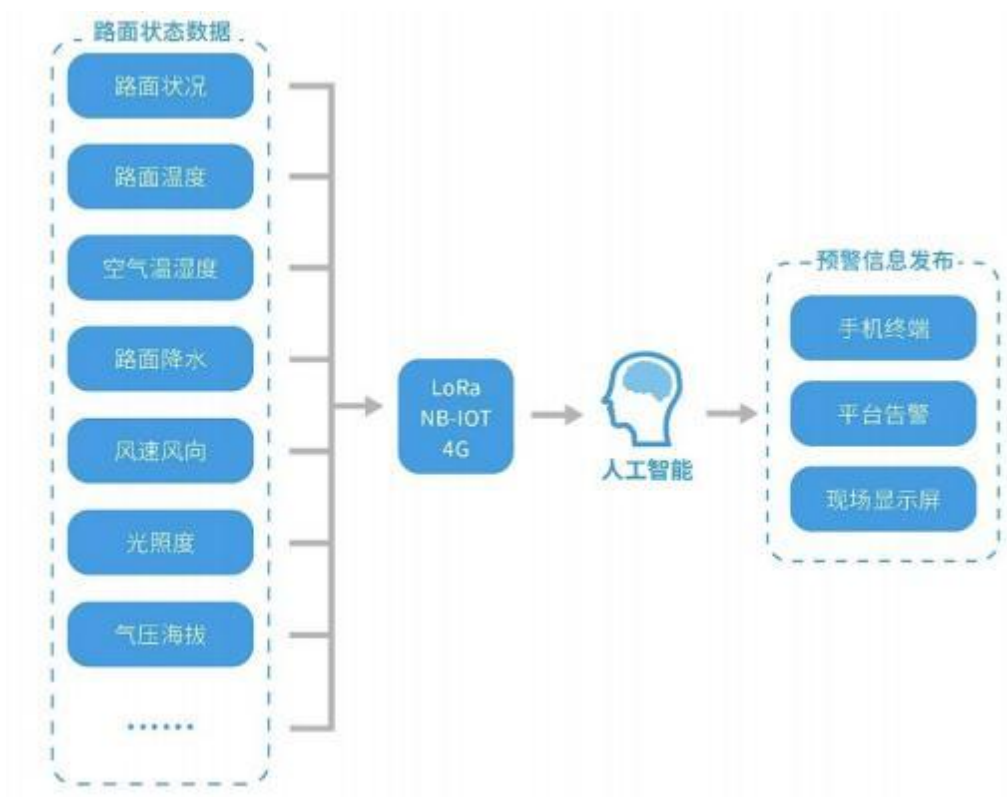 路面状态数据
路面状况
路面温度
空气温湿度
路面降水
风速风向
光照度
气压海拔
......
LoRa
NB-IOT
4G
人工智能
预警信息发布
手机终端
平台告警
现场显示屏